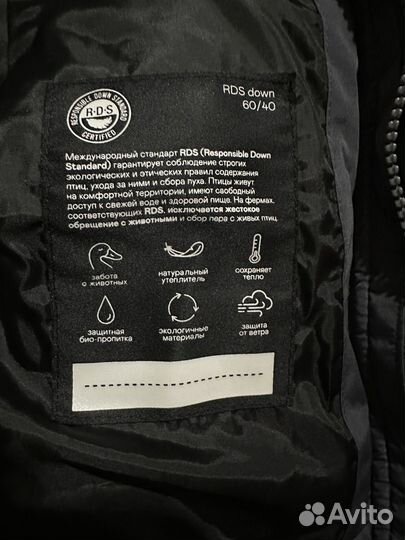 RESPONSIBLE DOWN STANDARD
R·D·S
CERTIFIED
RDS down
60/40
Международный стандарт RDS (Responsible Down
Standard) гарантирует соблюдение строгих
экологических и этических правил содержания
птиц, ухода за ними и сбора пуха. Птицы живут
на комфортной территории, имеют свободный
доступ к свежей воде и здоровой пище. На фермах,
соответствующих RDS, исключается жестокое
обращение с животными и сбор пера с живых птиц
забота
о животных
натуральный
утеплитель
сохраняет
тепло
защитная
био-пропитка
экологичные
материалы
защита
от ветра
Avito